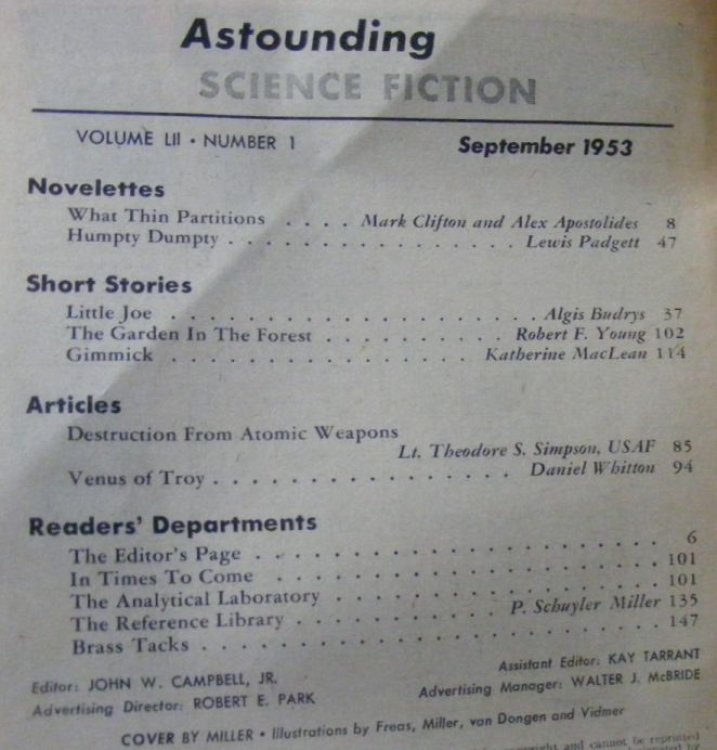 Astounding
SCIENCE FICTION
VOLUME LII • NUMBER 1 September 1953
Novelettes
What Thin Partitions . . . . Mark Clifton and Alex Apostolides 8
Humpty Dumpty . . . . . . . . . . . . . . . . Lewis Padgett 47
Short Stories
Little Joe . . . . . . . . . . . . . . . . . . . Algis Budrys 37
The Garden In The Forest . . . . . . . . . . Robert F. Young 102
Gimmick . . . . . . . . . . . . . . . . Katherine MacLean 114
Articles
Destruction From Atomic Weapons
Lt. Theodore S. Simpson, USAF 85
Venus of Troy . . . . . . . . . . . . . . . . Daniel Whitton 94
Readers' Departments
The Editor's Page . . . . . . . . . . . . . . . . . . . . 6
In Times To Come . . . . . . . . . . . . . . . . . . . 101
The Analytical Laboratory . . . . . . . . . . . . . . . . 101
The Reference Library . . . . . . . . . . P. Schuyler Miller 135
Brass Tacks . . . . . . . . . . . . . . . . . . . . . . 147
Editor: JOHN W. CAMPBELL, JR. Assistant Editor: KAY TARRANT
Advertising Director: ROBERT E. PARK Advertising Manager: WALTER J. McBRIDE
COVER BY MILLER • Illustrations by Freas, Miller, van Dongen and Vidmer
and cannot be reprinted